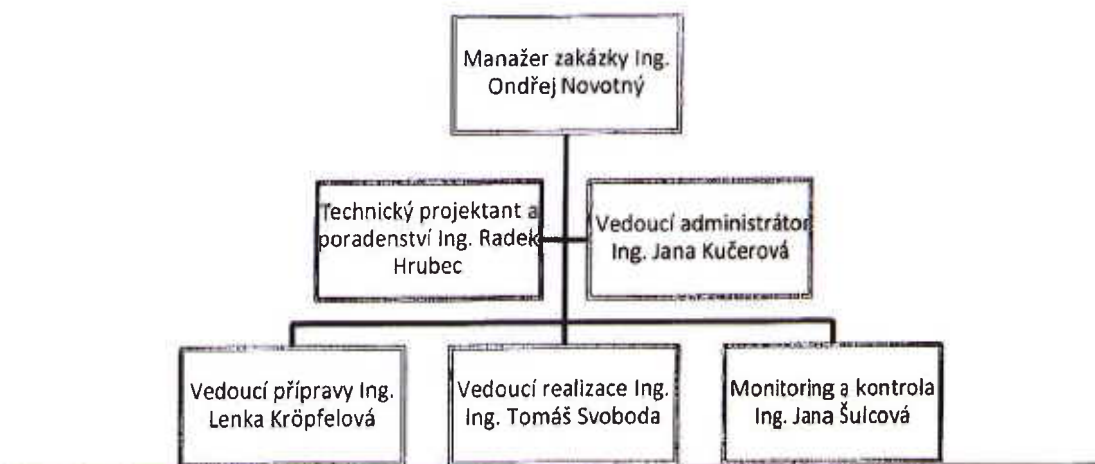 Manažer zakázky Ing.
Ondřej Novotný
Technický projektant a
poradenství Ing. Radek
Hrubec
Vedoucí administrátor
Ing. Jana Kučerová
Vedoucí přípravy Ing.
Lenka Kröpfelová
Vedoucí realizace Ing.
Ing. Tomáš Svoboda
Monitoring a kontrola
Ing. Jana Šulcová